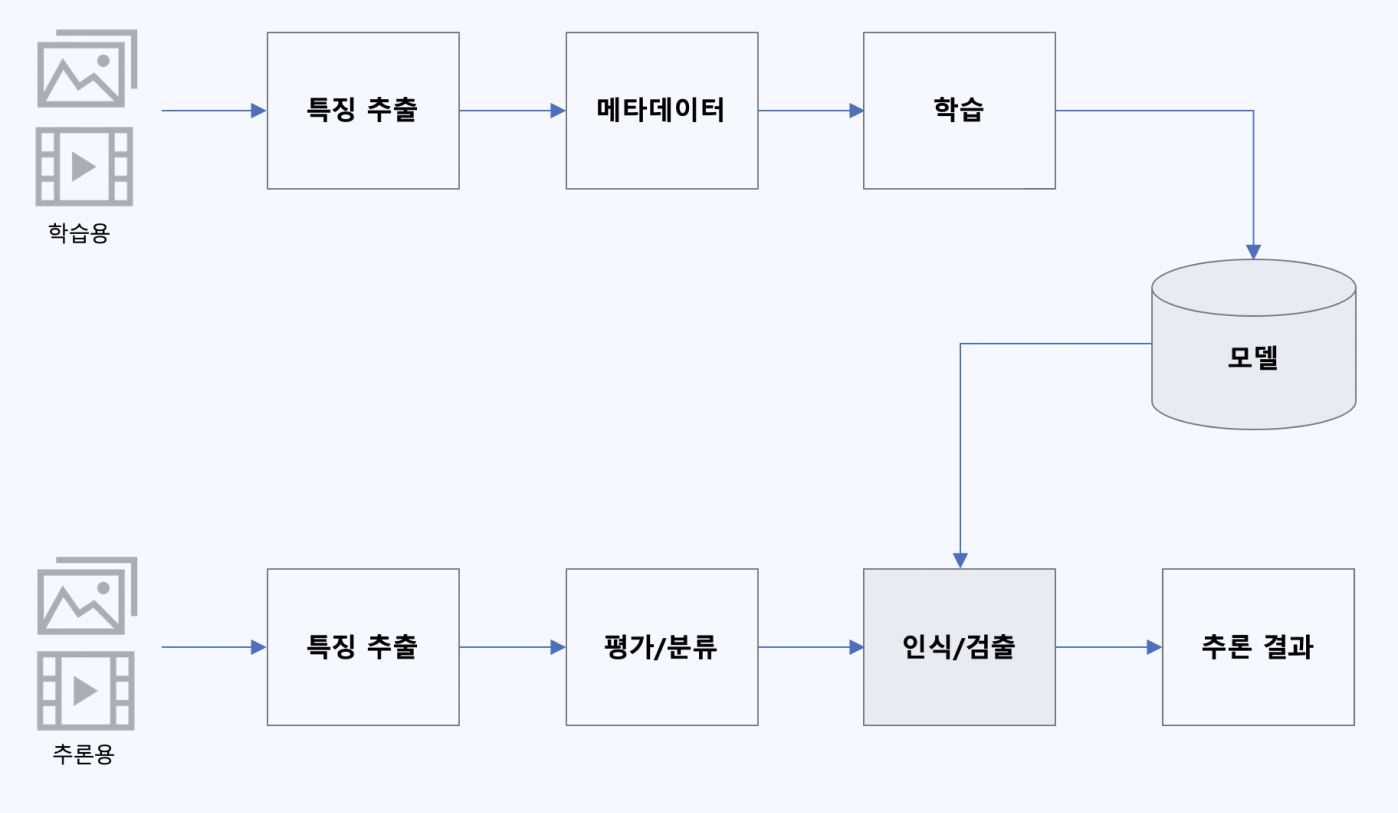 특징 추출
메타데이터
학습
학습용
모델
특징 추출
평가/분류
인식/검출
추론 결과
추론용